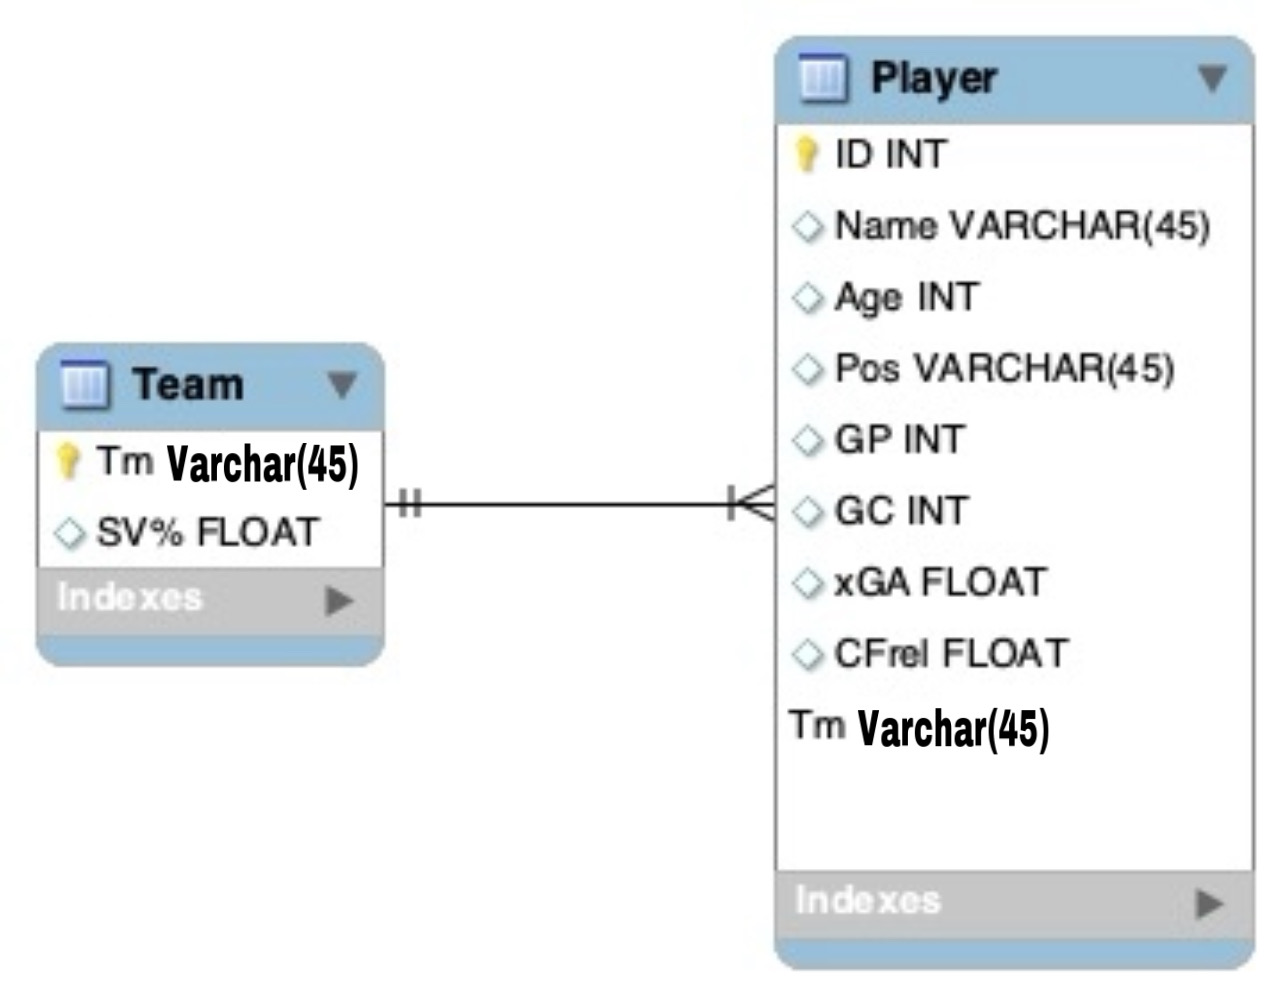 Team
Tm Varchar(45)
SV% FLOAT
Indexes
Player
ID INT
Name VARCHAR(45)
Age INT
Pos VARCHAR(45)
GP INT
GC INT
xGA FLOAT
CFrel FLOAT
Tm Varchar(45)
Indexes